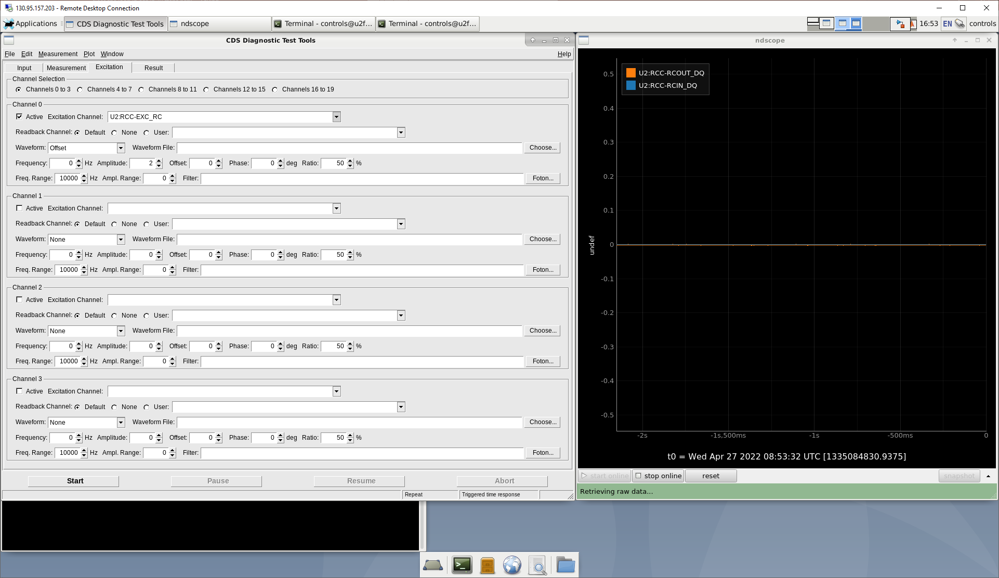 130.95.157.203 - Remote Desktop Connection
Applications CDS Diagnostic Test Tools ndscope Terminal - controls@u2f... Terminal - controls@u2f... 16:53 EN controls
CDS Diagnostic Test Tools
File Edit Measurement Plot Window Help
Input Measurement Excitation Result
Channel Selection
Channels 0 to 3 Channels 4 to 7 Channels 8 to 11 Channels 12 to 15 Channels 16 to 19
Channel 0
Active Excitation Channel: U2:RCC-EXC_RC
Readback Channel: Default None User:
Waveform: Offset Waveform File: Choose...
Frequency: 0 Hz Amplitude: 2 Offset: 0 Phase: 0 deg Ratio: 50 %
Freq. Range: 10000 Hz Ampl. Range: 0 Filter: Foton...
Channel 1
Active Excitation Channel:
Readback Channel: Default None User:
Waveform: None Waveform File: Choose...
Frequency: 0 Hz Amplitude: 0 Offset: 0 Phase: 0 deg Ratio: 50 %
Freq. Range: 10000 Hz Ampl. Range: 0 Filter: Foton...
Channel 2
Active Excitation Channel:
Readback Channel: Default None User:
Waveform: None Waveform File: Choose...
Frequency: 0 Hz Amplitude: 0 Offset: 0 Phase: 0 deg Ratio: 50 %
Freq. Range: 10000 Hz Ampl. Range: 0 Filter: Foton...
Channel 3
Active Excitation Channel:
Readback Channel: Default None User:
Waveform: None Waveform File: Choose...
Frequency: 0 Hz Amplitude: 0 Offset: 0 Phase: 0 deg Ratio: 50 %
Freq. Range: 10000 Hz Ampl. Range: 0 Filter: Foton...
Start Pause Resume Abort
Repeat Triggered time response
ndscope
U2:RCC-RCOUT_DQ
U2:RCC-RCIN_DQ
0.5
0.4
0.3
0.2
0.1
0
-0.1
-0.2
-0.3
-0.4
-0.5
undef
-2s -1s,500ms -1s -500ms 0
t0 = Wed Apr 27 2022 08:53:32 UTC [1335084830.9375]
start online stop online reset snapshot
Retrieving raw data...